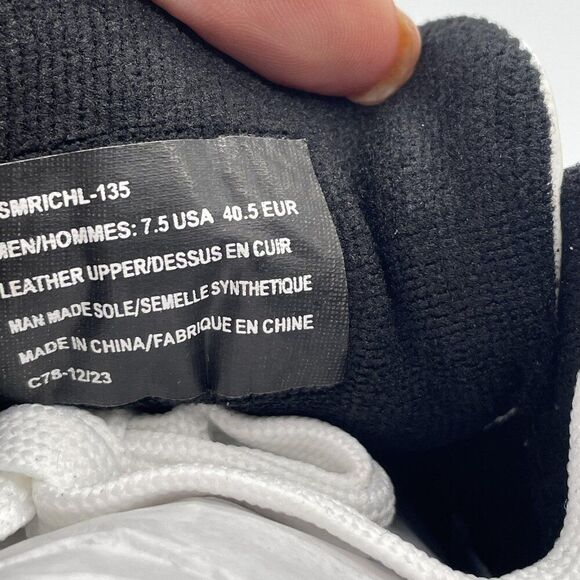 SMRICHL-135
MEN/HOMMES: 7.5 USA 40.5 EUR
LEATHER UPPER/DESSUS EN CUIR
MAN MADE SOLE/SEMELLE SYNTHETIQUE
MADE IN CHINA/FABRIQUE EN CHINE
C78-12/23